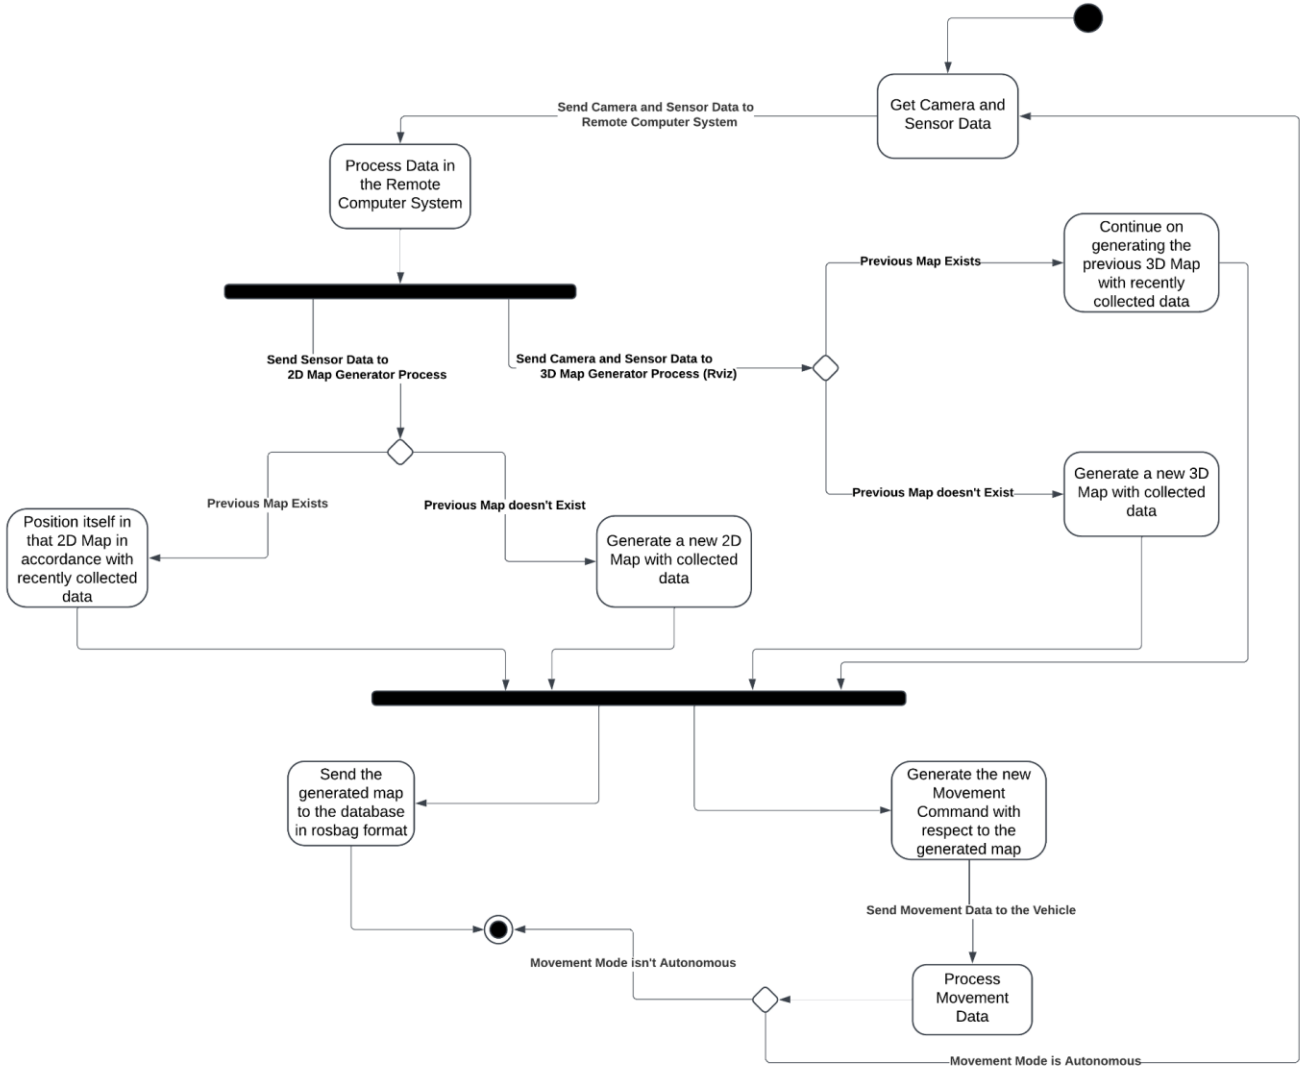 Get Camera and
Sensor Data
Send Camera and Sensor Data to
Remote Computer System
Process Data in
the Remote
Computer System
Continue on
generating the
previous 3D Map
with recently
collected data
Previous Map Exists
Send Sensor Data to
2D Map Generator Process
Send Camera and Sensor Data to
3D Map Generator Process (Rviz)
Previous Map Exists
Previous Map doesn't Exist
Previous Map doesn't Exist
Generate a new 3D
Map with collected
data
Position itself in
that 2D Map in
accordance with
recently collected
data
Generate a new 2D
Map with collected
data
Send the
generated map
to the database
in rosbag format
Generate the new
Movement
Command with
respect to the
generated map
Send Movement Data to the Vehicle
Movement Mode isn't Autonomous
Process
Movement
Data
Movement Mode is Autonomous